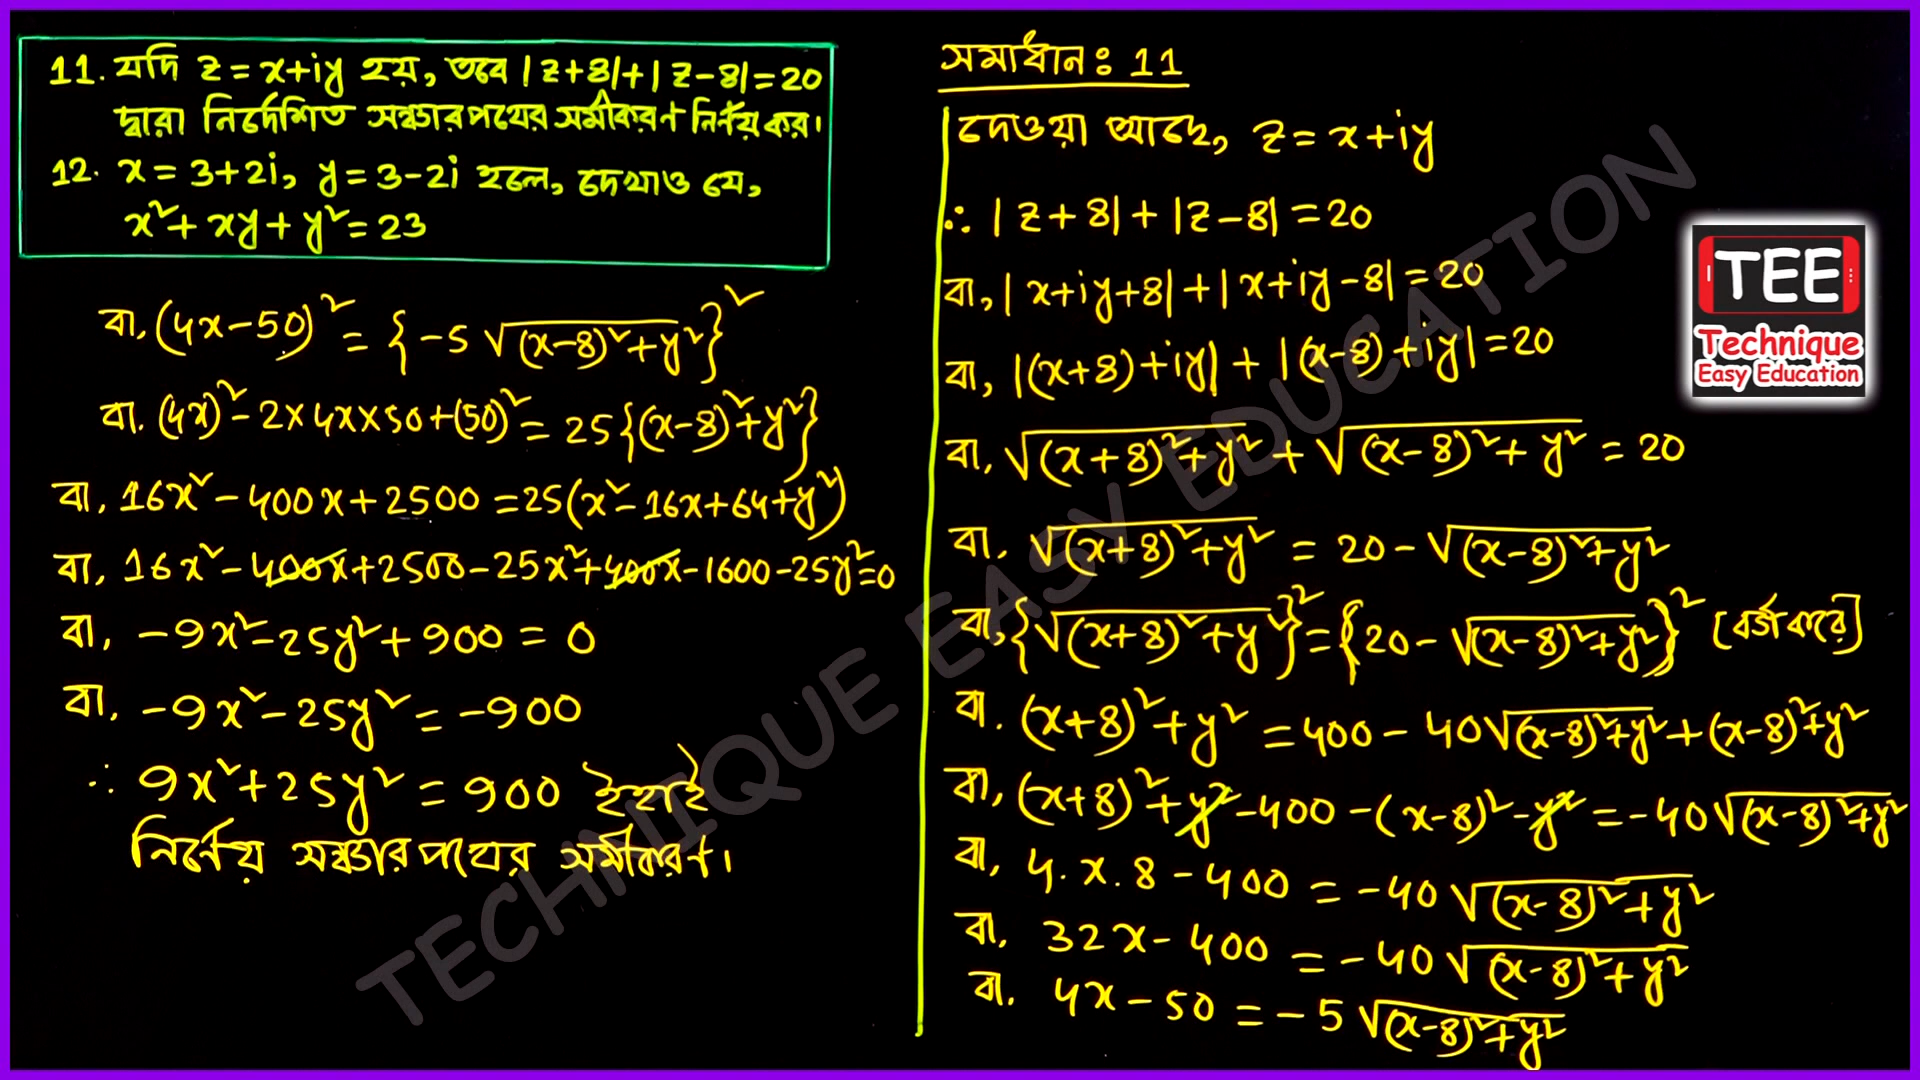 11. যদি z = x+iy হয়, তবে |z+8|+|z-8|=20
দ্বারা নির্দেশিত সঞ্চারপথের সমীকরণ নির্ণয় কর।
12. x = 3+2i, y = 3-2i হলে, দেখাও যে,
x²+xy+y²=23
সমাধানঃ 11
দেওয়া আছে, z = x+iy
∴ |z+8|+|z-8|=20
বা, |x+iy+8|+|x+iy-8|=20
বা, |(x+8)+iy|+|(x-8)+iy|=20
বা, √(x+8)²+y² + √(x-8)²+y² = 20
বা, √(x+8)²+y² = 20-√(x-8)²+y²
বা, {√(x+8)²+y²}² = {20-√(x-8)²+y²}² [বর্গ করে]
বা, (x+8)²+y² = 400-40√(x-8)²+y²+(x-8)²+y²
বা, (x+8)²+y²-400-(x-8)²-y² = -40√(x-8)²+y²
বা, 4.x.8-400 = -40√(x-8)²+y²
বা, 32x-400 = -40√(x-8)²+y²
বা, 4x-50 = -5√(x-8)²+y²
বা, (4x-50)² = {-5√(x-8)²+y²}²
বা, (4x)²-2×4x×50+(50)² = 25{(x-8)²+y²}
বা, 16x²-400x+2500 = 25(x²-16x+64+y²)
বা, 16x²-400x+2500-25x²+400x-1600-25y²=0
বা, -9x²-25y²+900 = 0
বা, -9x²-25y² = -900
∴ 9x²+25y² = 900 ইহাই
নির্ণেয় সঞ্চারপথের সমীকরণ।
TEE
Technique
Easy Education
TECHNIQUE EASY EDUCATION